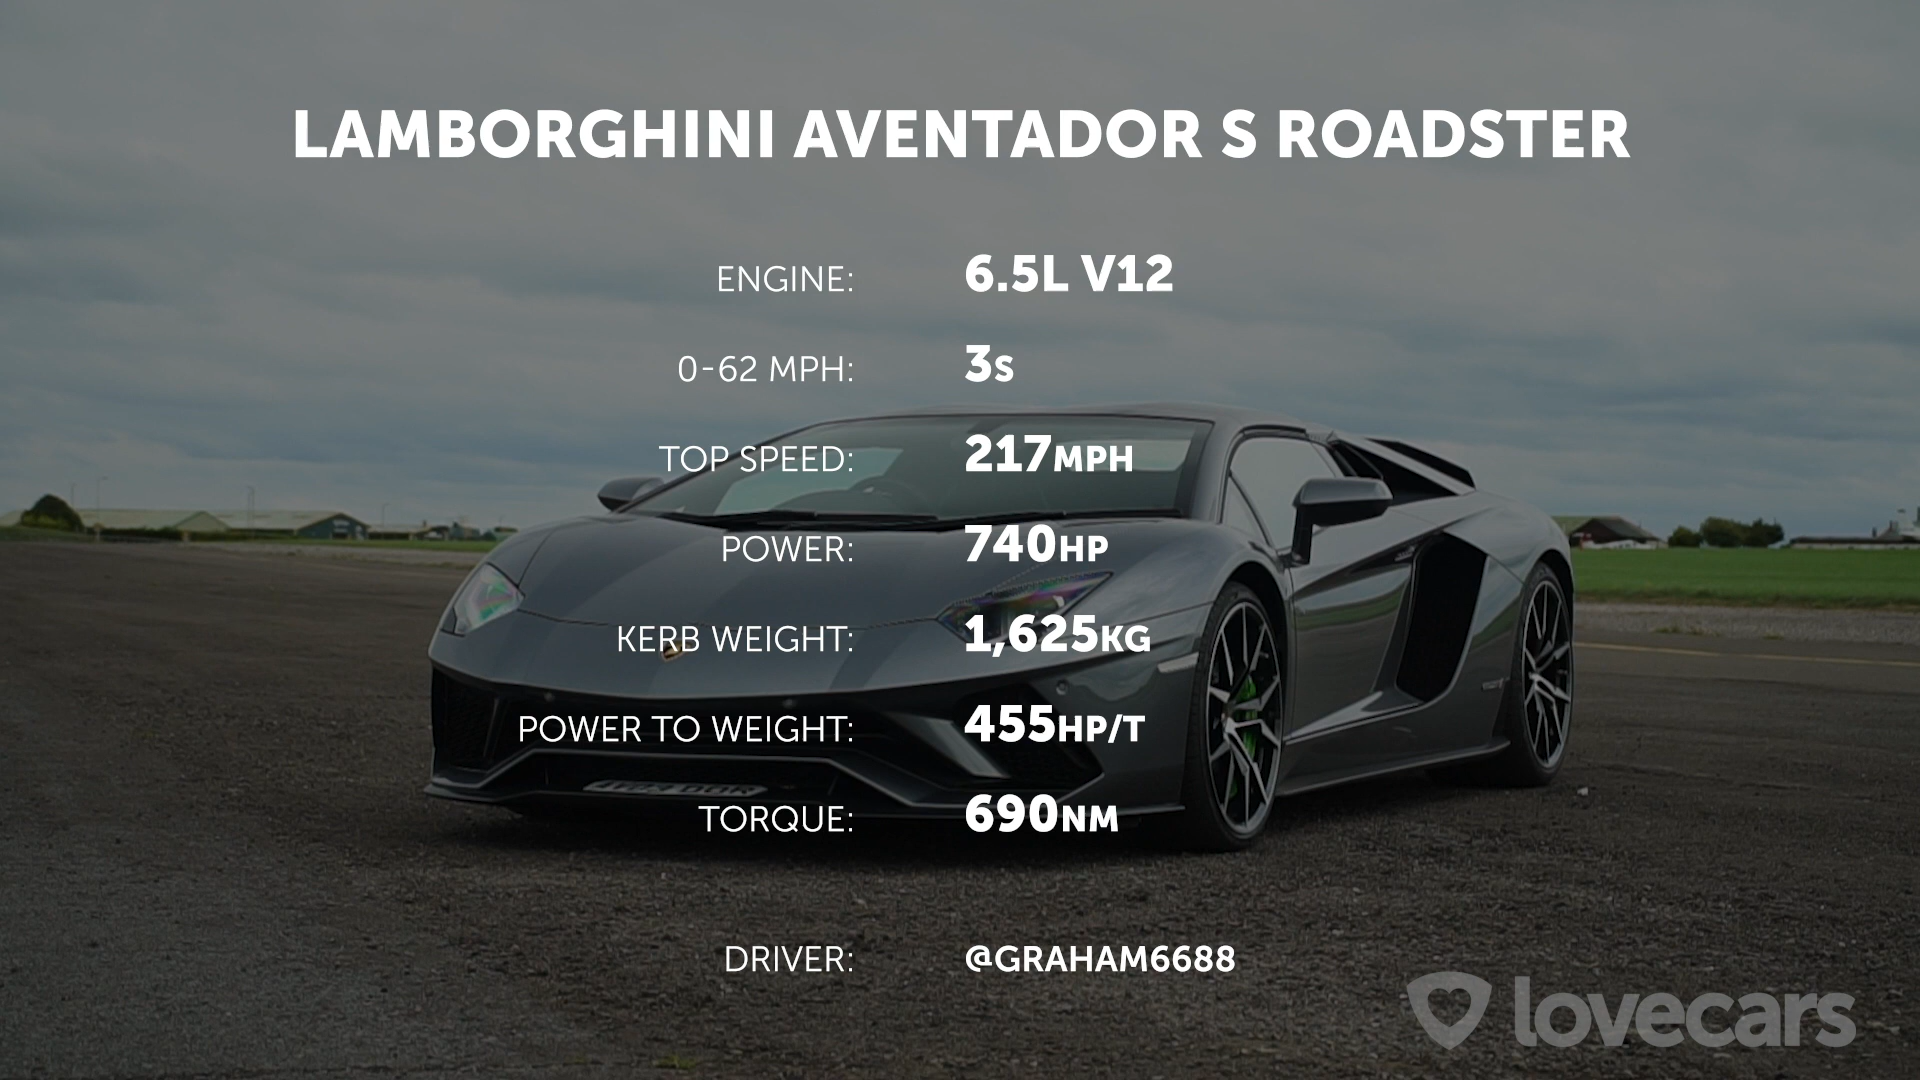 LAMBORGHINI AVENTADOR S ROADSTER
ENGINE: 6.5L V12
0-62 MPH: 3s
TOP SPEED: 217MPH
POWER: 740HP
KERB WEIGHT: 1,625KG
POWER TO WEIGHT: 455HP/T
TORQUE: 690NM
DRIVER: @GRAHAM6688
lovecars